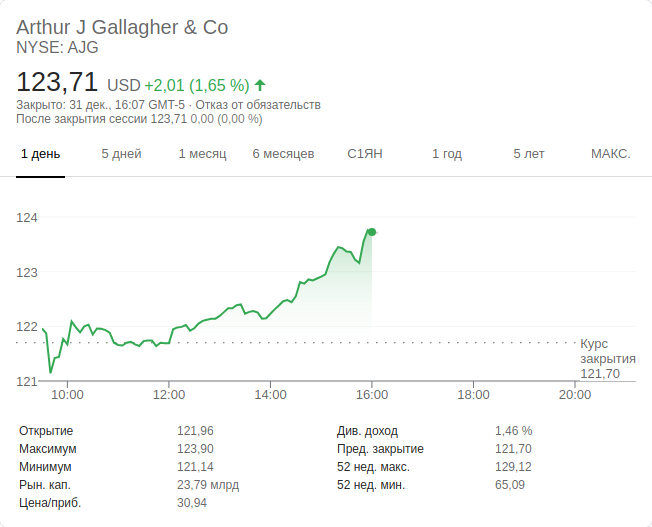 Arthur J Gallagher & Co
NYSE: AJG
123,71 USD +2,01 (1,65 %)
Закрыто: 31 дек., 16:07 GMT-5 · Отказ от обязательств
После закрытия сессии 123,71 0,00 (0,00 %)
1 день 5 дней 1 месяц 6 месяцев С1ЯН 1 год 5 лет МАКС.
124
123
122
121
Курс
закрытия
121,70
10:00 12:00 14:00 16:00 18:00 20:00
Открытие 121,96 Див. доход 1,46 %
Максимум 123,90 Пред. закрытие 121,70
Минимум 121,14 52 нед. макс. 129,12
Рын. кап. 23,79 млрд 52 нед. мин. 65,09
Цена/приб. 30,94